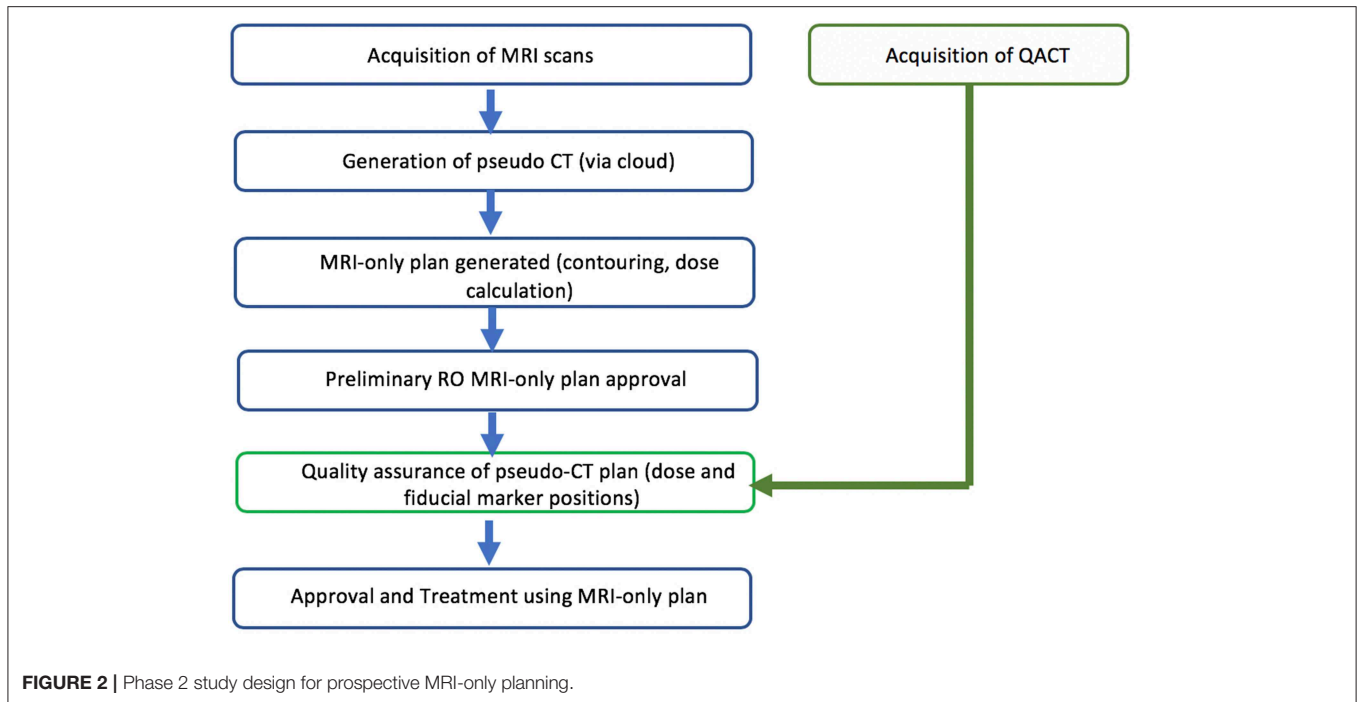 Acquisition of MRI scans
Acquisition of QACT
Generation of pseudo CT (via cloud)
MRI-only plan generated (contouring, dose
calculation)
Preliminary RO MRI-only plan approval
Quality assurance of pseudo-CT plan (dose and
fiducial marker positions)
Approval and Treatment using MRI-only plan
FIGURE 2 | Phase 2 study design for prospective MRI-only planning.